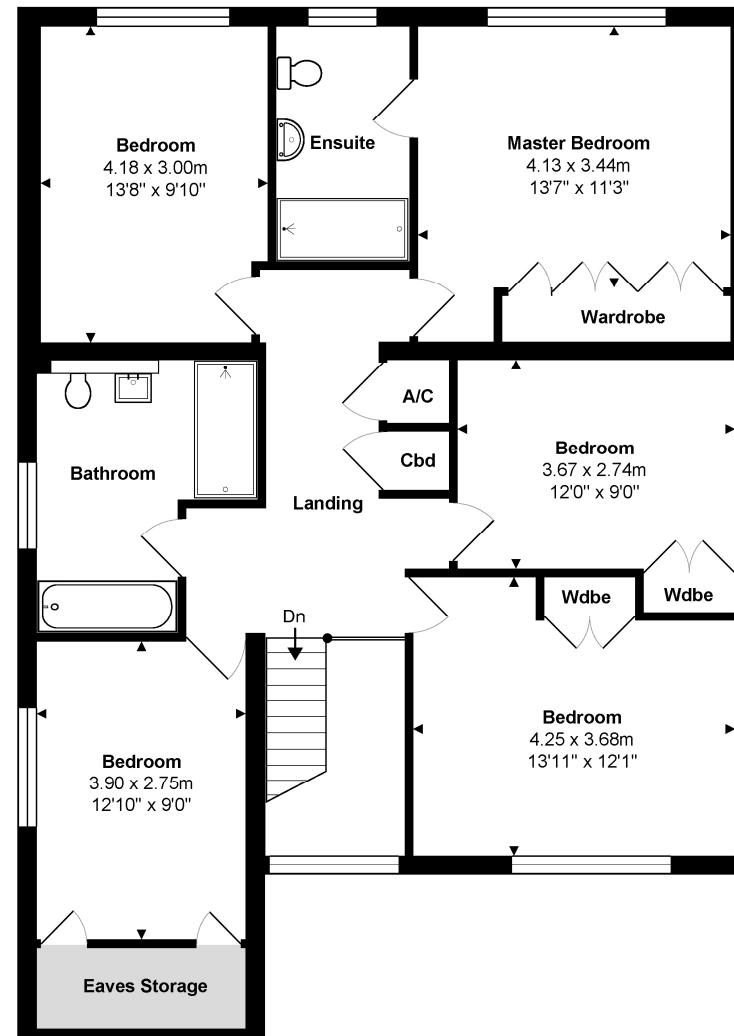 Bedroom
4.18 x 3.00m
13'8" x 9'10"
Ensuite
Master Bedroom
4.13 x 3.44m
13'7" x 11'3"
Wardrobe
A/C
Cbd
Bathroom
Landing
Bedroom
3.67 x 2.74m
12'0" x 9'0"
Wdbe
Wdbe
Dn
Bedroom
4.25 x 3.68m
13'11" x 12'1"
Bedroom
3.90 x 2.75m
12'10" x 9'0"
Eaves Storage